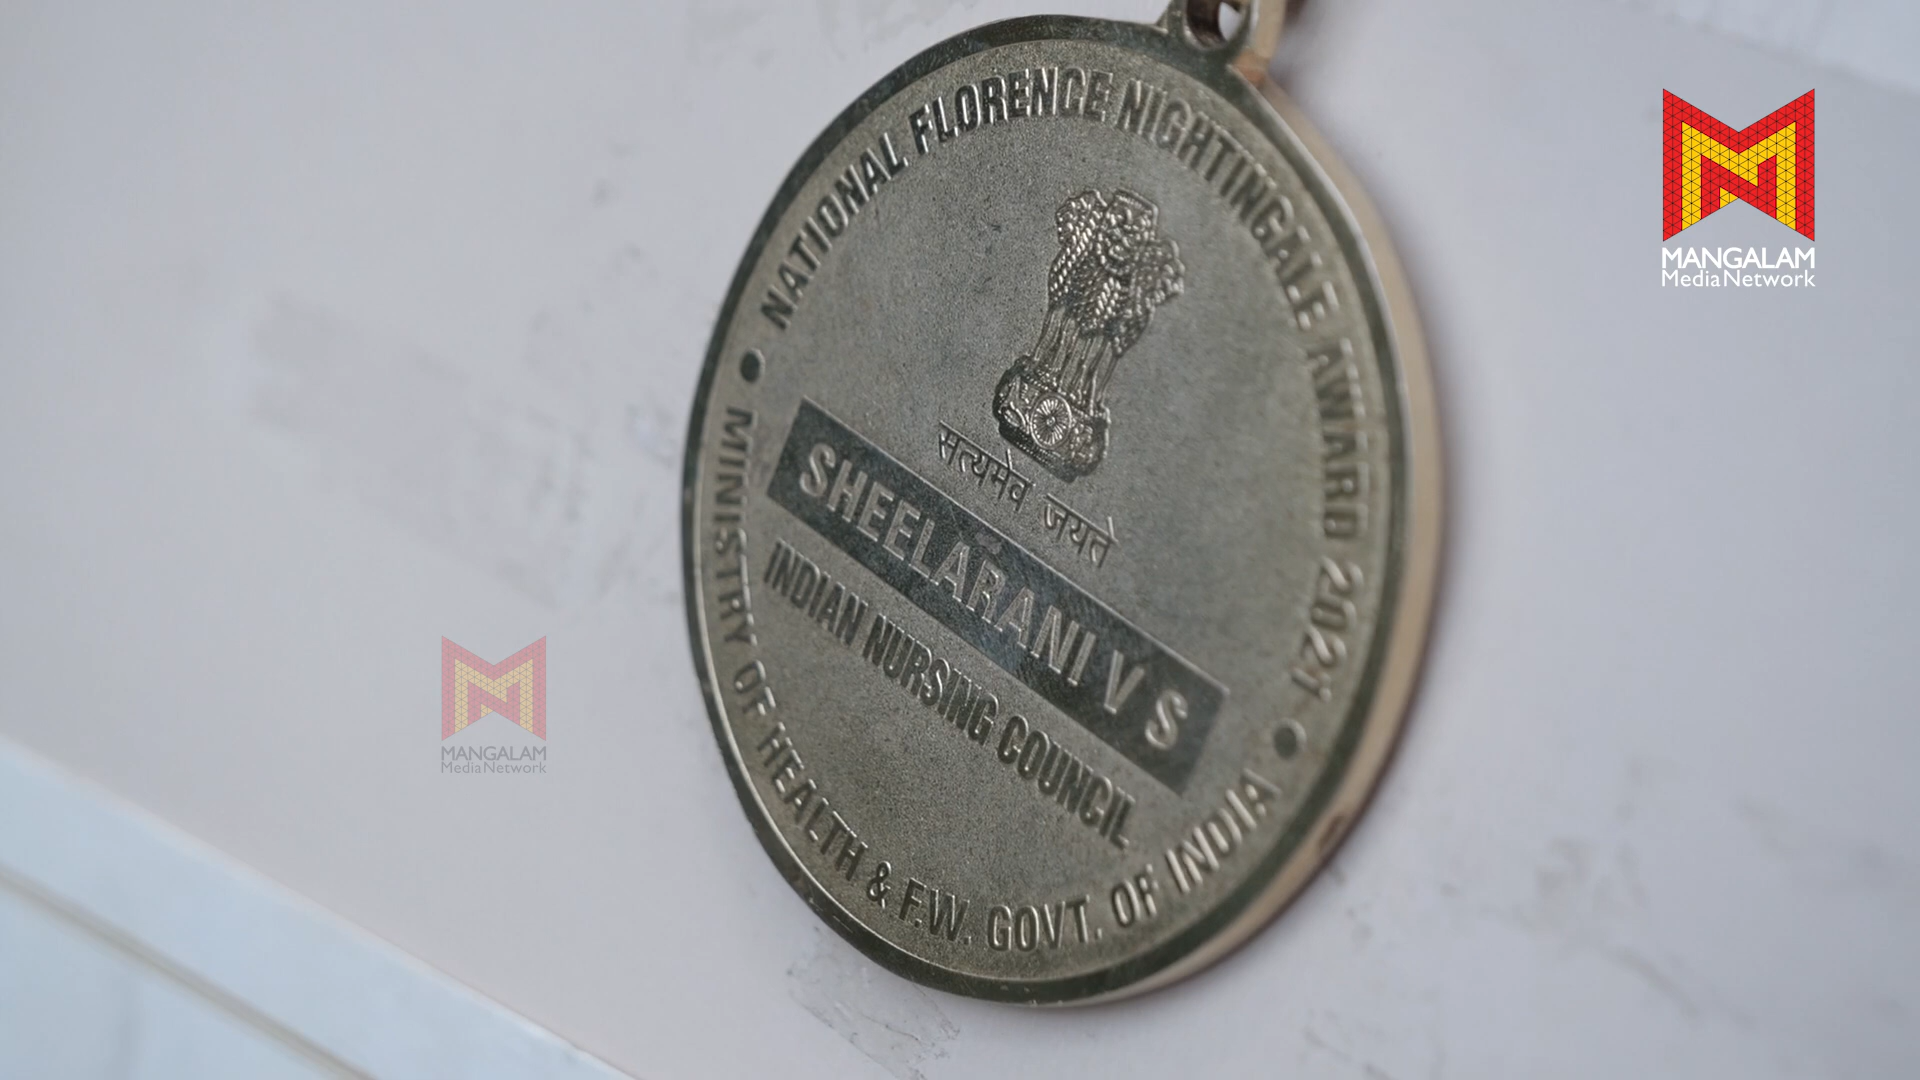 NATIONAL FLORENCE NIGHTINGALE AWARD 2021
सत्यमेव जयते
SHEELARANI V S
INDIAN NURSING COUNCIL
MINISTRY OF HEALTH & F.W. GOVT. OF INDIA
MANGALAM
MediaNetwork
MANGALAM
MediaNetwork